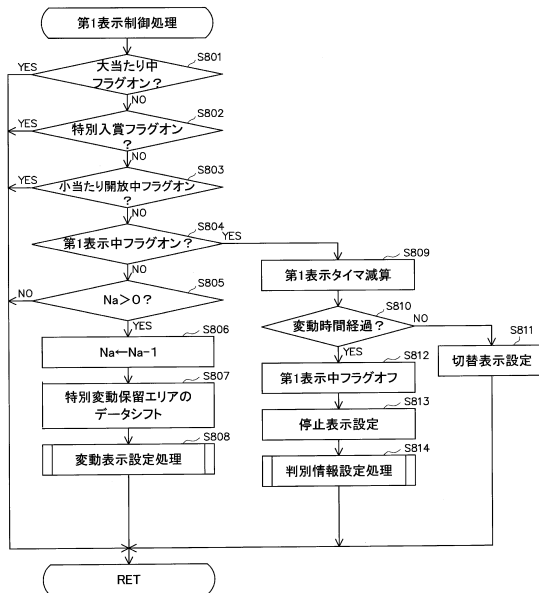 第1表示制御処理
S801
YES
大当たり中
フラグオン?
NO
S802
YES
特別入賞フラグオン
?
NO
S803
YES
小当たり開放中フラグオン
?
NO
S804
第1表示中フラグオン?
YES
NO
S805
NO
Na>0?
YES
S806
Na←Na-1
S807
特別変動保留エリアの
データシフト
S808
変動表示設定処理
S809
第1表示タイマ減算
S810
変動時間経過?
NO
YES
S811
切替表示設定
S812
第1表示中フラグオフ
S813
停止表示設定
S814
判別情報設定処理
RET